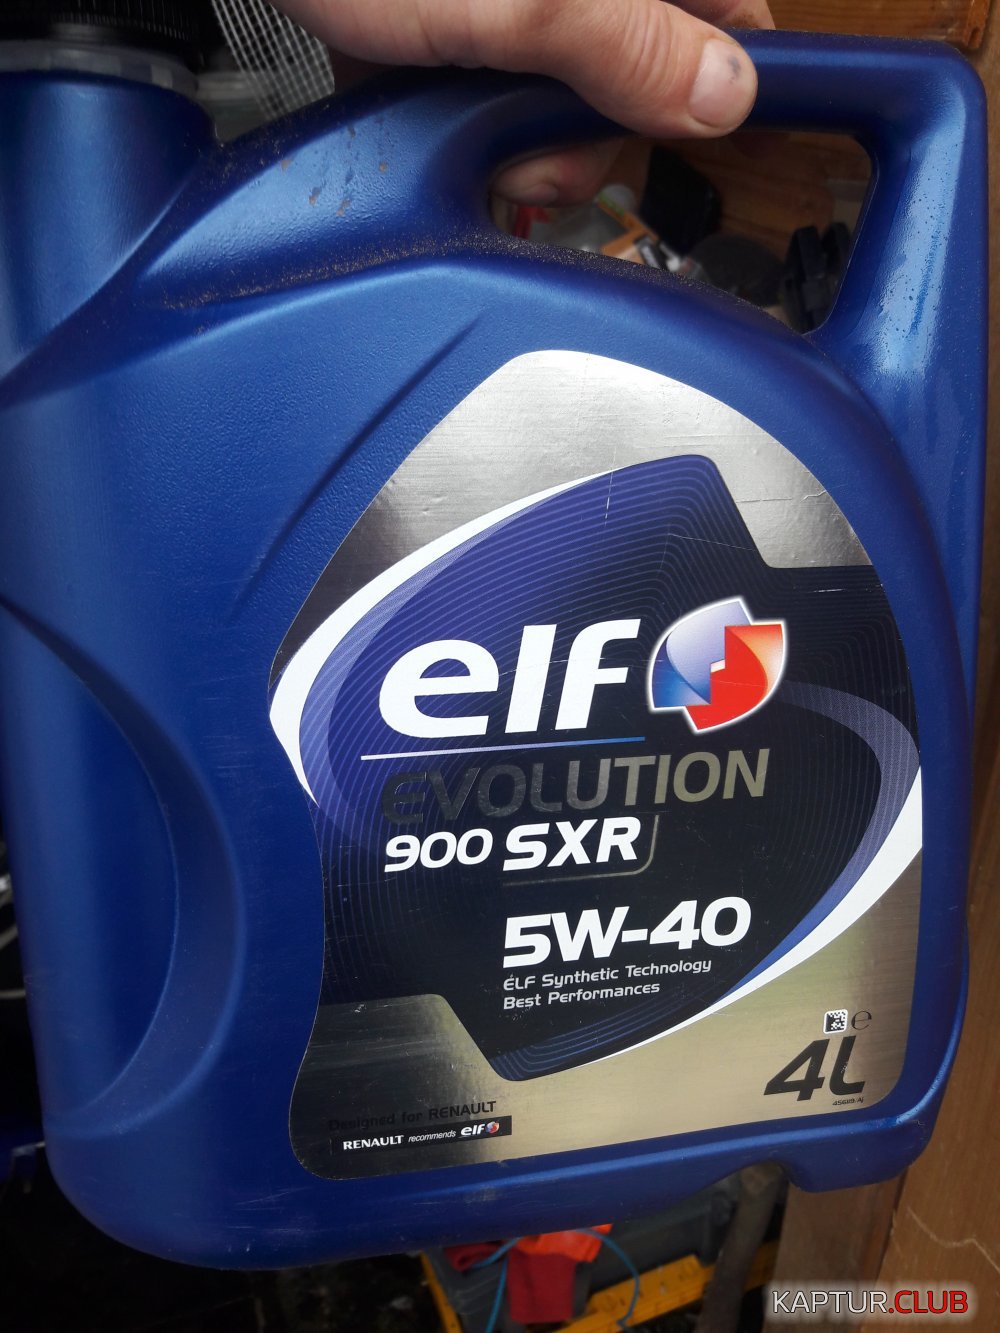 elf
EVOLUTION
900 SXR
5W-40
ÉLF Synthetic Technology
Best Performances
e
4L
Designed for RENAULT
RENAULT recommends elf
KAPTUR.CLUB